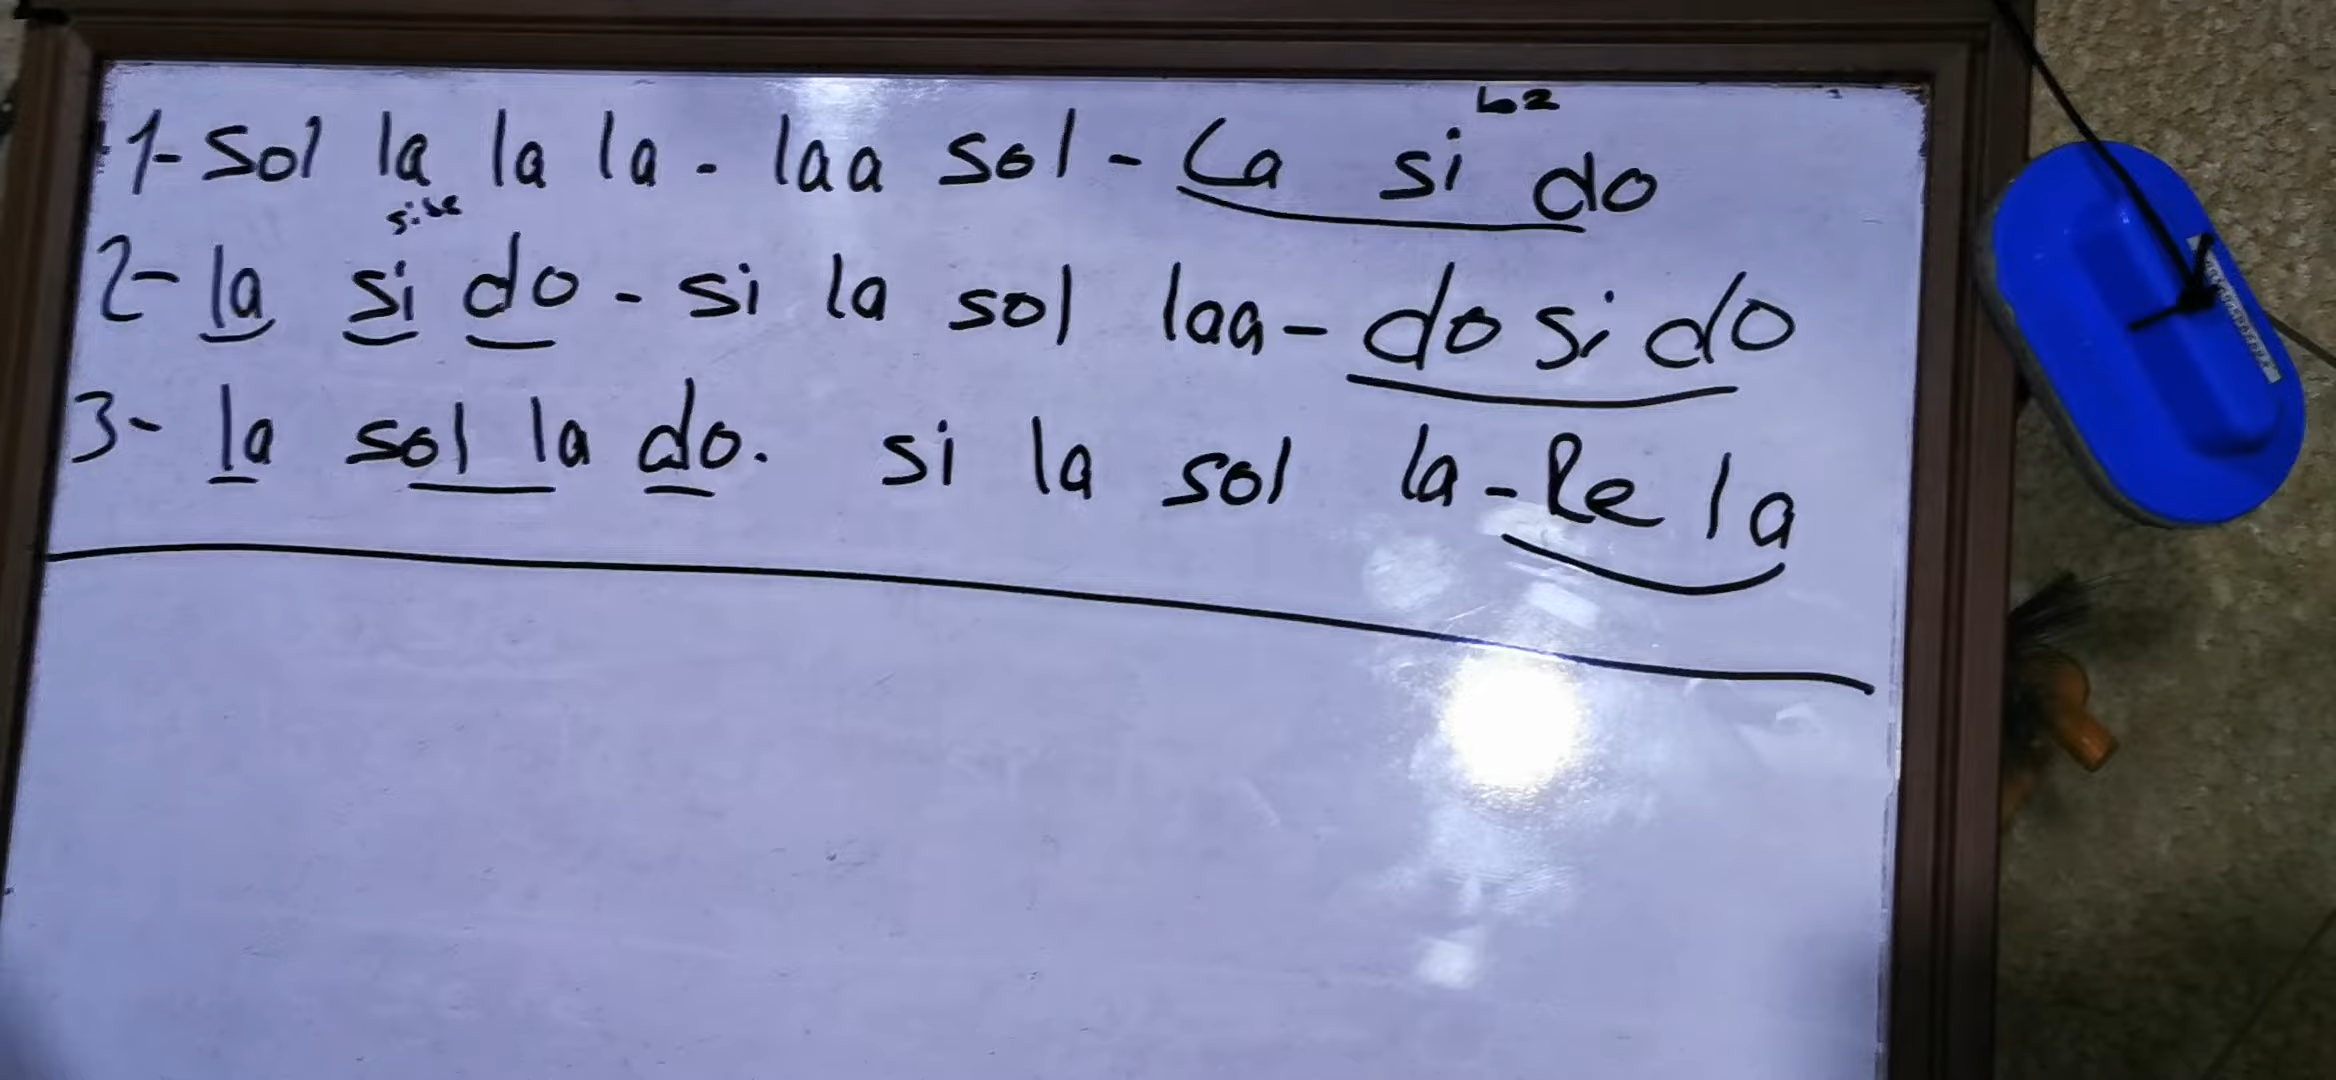 b2
1- Sol la la la - laa sol - La si do
2- la si do - si la sol laa - do si do
3- la sol la do. si la sol la - Re la